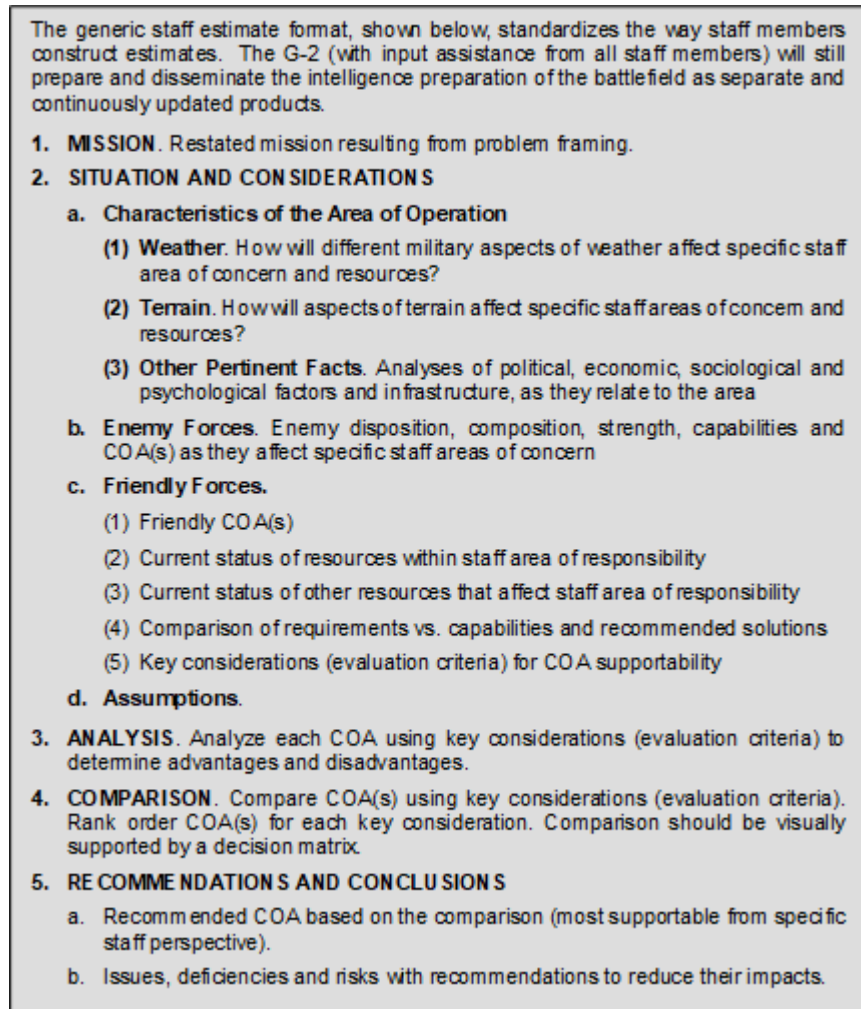 The generic staff estimate format, shown below, standardizes the way staff members
construct estimates. The G-2 (with input assistance from all staff members) will still
prepare and disseminate the intelligence preparation of the battlefield as separate and
continuously updated products.
1. MISSION. Restated mission resulting from problem framing.
2. SITUATION AND CONSIDERATIONS
a. Characteristics of the Area of Operation
(1) Weather. How will different military aspects of weather affect specific staff
area of concern and resources?
(2) Terrain. How will aspects of terrain affect specific staff areas of concern and
resources?
(3) Other Pertinent Facts. Analyses of political, economic, sociological and
psychological factors and infrastructure, as they relate to the area
b. Enemy Forces. Enemy disposition, composition, strength, capabilities and
COA(s) as they affect specific staff areas of concern
c. Friendly Forces.
(1) Friendly COA(s)
(2) Current status of resources within staff area of responsibility
(3) Current status of other resources that affect staff area of responsibility
(4) Comparison of requirements vs. capabilities and recommended solutions
(5) Key considerations (evaluation criteria) for COA supportability
d. Assumptions.
3. ANALYSIS. Analyze each COA using key considerations (evaluation criteria) to
determine advantages and disadvantages.
4. COMPARISON. Compare COA(s) using key considerations (evaluation criteria).
Rank order COA(s) for each key consideration. Comparison should be visually
supported by a decision matrix.
5. RECOMMENDATIONS AND CONCLUSIONS
a. Recommended COA based on the comparison (most supportable from specific
staff perspective).
b. Issues, deficiencies and risks with recommendations to reduce their impacts.